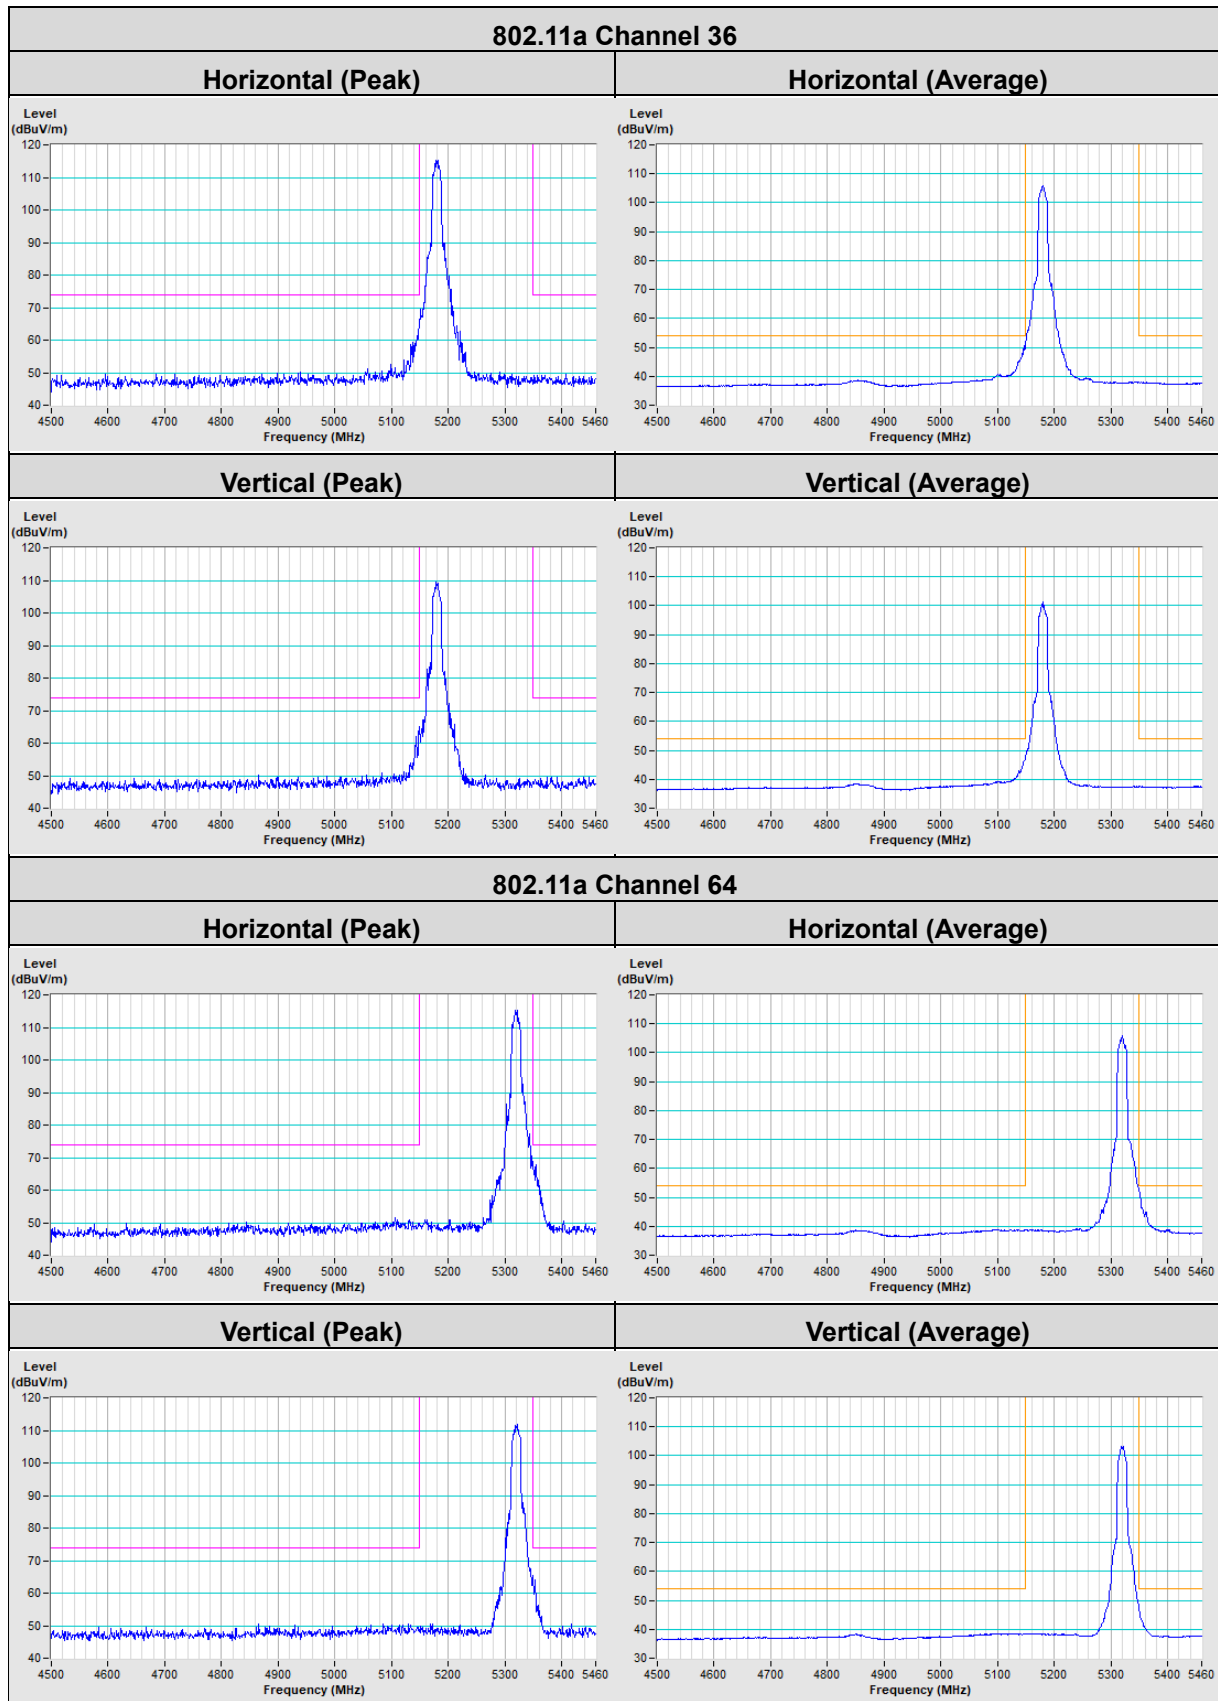 802.11a Channel 36
Horizontal (Peak) Horizontal (Average)
Level Level
(dBuV/m) (dBuV/m)
120 120
110 110
100 100
90 90
80 80
70 70
60 60
50 50
40 40
30
4500 4600 4700 4800 4900 5000 5100 5200 5300 5400 5460 4500 4600 4700 4800 4900 5000 5100 5200 5300 5400 5460
Frequency (MHz) Frequency (MHz)
Vertical (Peak) Vertical (Average)
Level Level
(dBuV/m) (dBuV/m)
120 120
110 110
100 100
90 90
80 80
70 70
60 60
50 50
40 40
30
4500 4600 4700 4800 4900 5000 5100 5200 5300 5400 5460 4500 4600 4700 4800 4900 5000 5100 5200 5300 5400 5460
Frequency (MHz) Frequency (MHz)
802.11a Channel 64
Horizontal (Peak) Horizontal (Average)
Level Level
(dBuV/m) (dBuV/m)
120 120
110 110
100 100
90 90
80 80
70 70
60 60
50 50
40 40
30
4500 4600 4700 4800 4900 5000 5100 5200 5300 5400 5460 4500 4600 4700 4800 4900 5000 5100 5200 5300 5400 5460
Frequency (MHz) Frequency (MHz)
Vertical (Peak) Vertical (Average)
Level Level
(dBuV/m) (dBuV/m)
120 120
110 110
100 100
90 90
80 80
70 70
60 60
50 50
40 40
30
4500 4600 4700 4800 4900 5000 5100 5200 5300 5400 5460 4500 4600 4700 4800 4900 5000 5100 5200 5300 5400 5460
Frequency (MHz) Frequency (MHz)